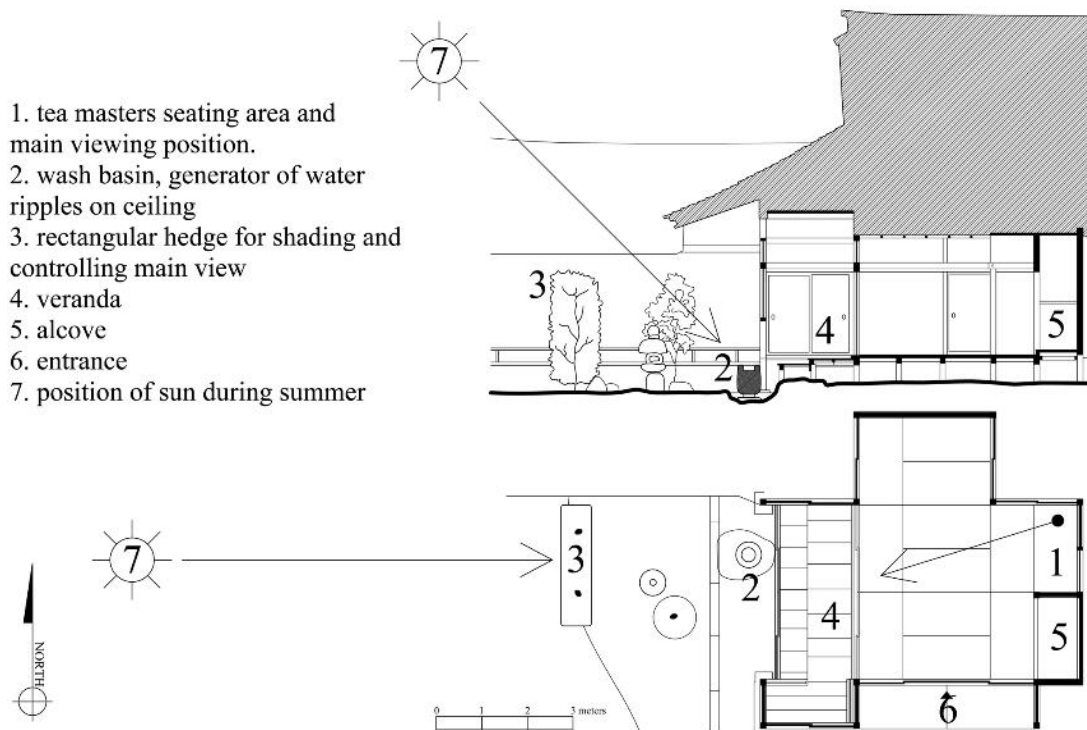 7
1. tea masters seating area and
main viewing position.
2. wash basin, generator of water
ripples on ceiling
3. rectangular hedge for shading and
controlling main view
4. veranda
5. alcove
6. entrance
7. position of sun during summer
3
4
5
2
7
3
2
4
1
5
6
NORTH
0 1 2 3 meters